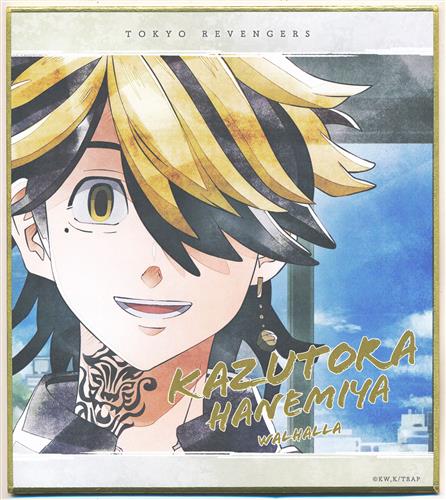 TOKYO REVENGERS
KAZUTORA
HANEMIYA
WALHALLA
©KW,K/TRAP